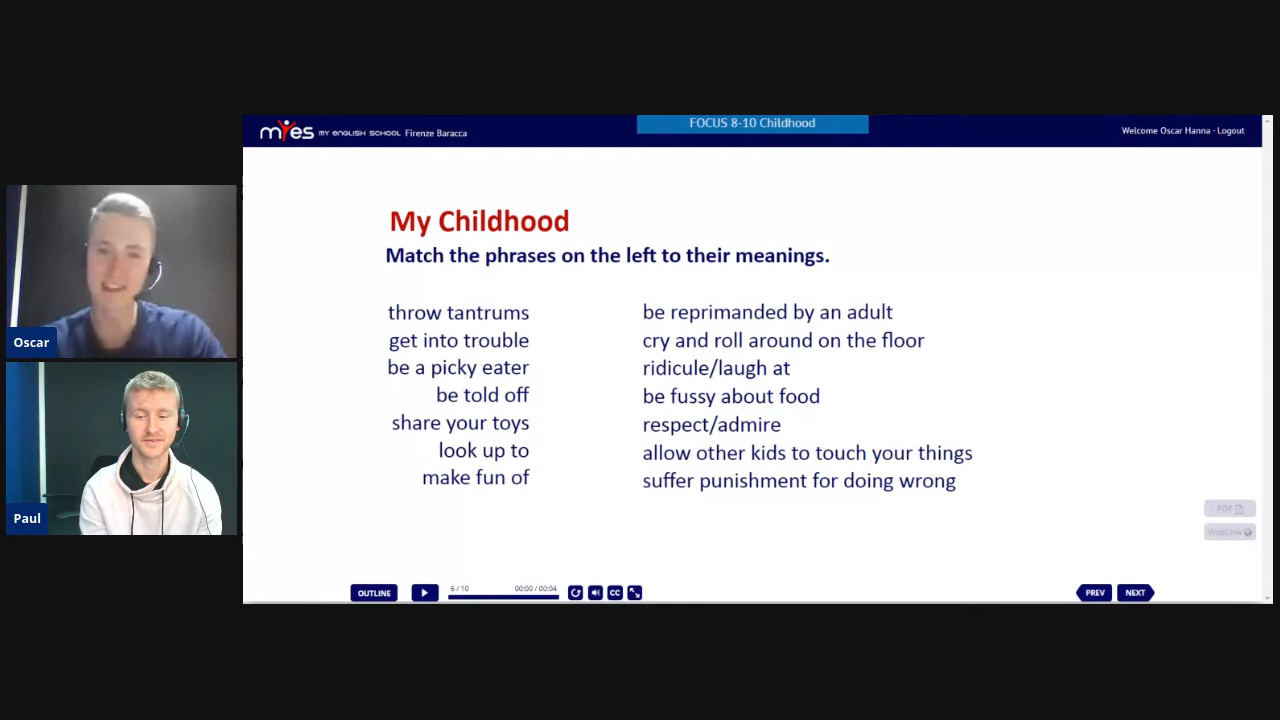 FOCUS 8-10 Childhood
myes MY ENGLISH SCHOOL Firenze Baracca
Welcome Oscar Hanna - Logout
My Childhood
Match the phrases on the left to their meanings.
throw tantrums
get into trouble
be a picky eater
be told off
share your toys
look up to
make fun of
be reprimanded by an adult
cry and roll around on the floor
ridicule/laugh at
be fussy about food
respect/admire
allow other kids to touch your things
suffer punishment for doing wrong
Oscar
Paul
PDF
WebLink
OUTLINE
6 / 10
00:00 / 00:04
CC
PREV
NEXT